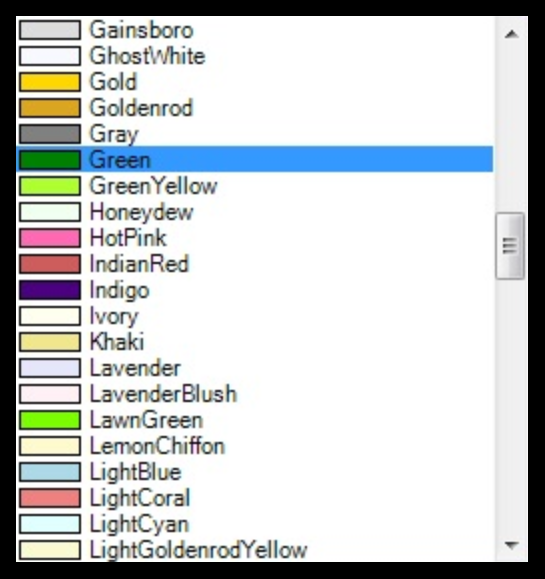 Gainsboro
GhostWhite
Gold
Goldenrod
Gray
Green
GreenYellow
Honeydew
HotPink
IndianRed
Indigo
Ivory
Khaki
Lavender
LavenderBlush
LawnGreen
LemonChiffon
LightBlue
LightCoral
LightCyan
LightGoldenrodYellow